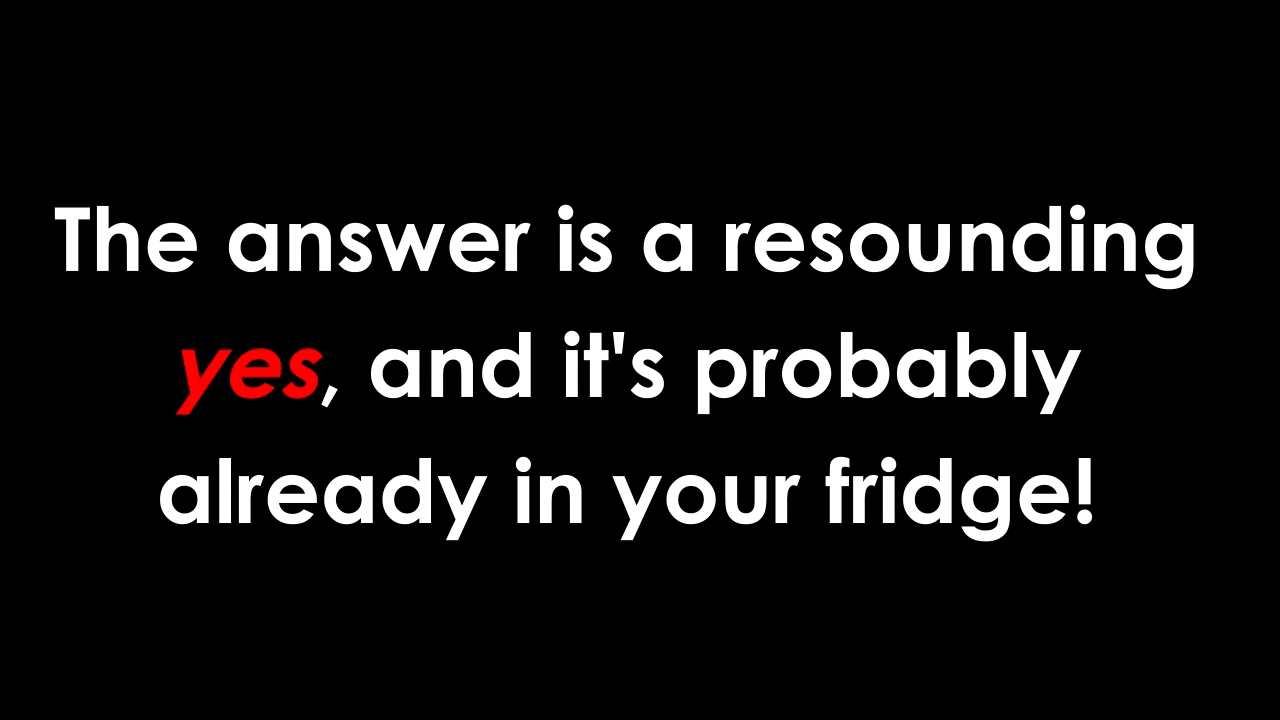 The answer is a resounding
yes, and it's probably
already in your fridge!